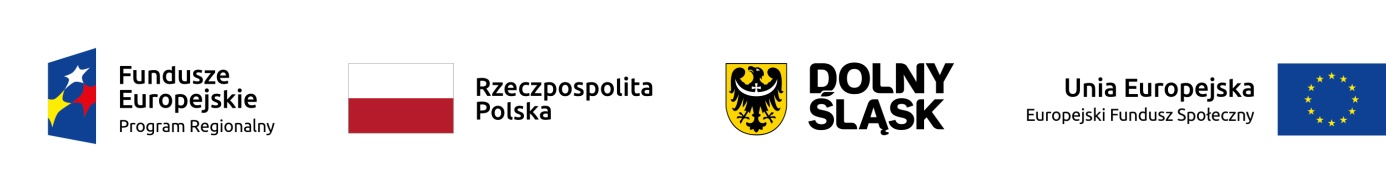 Fundusze
Europejskie
Program Regionalny
Rzeczpospolita
Polska
DOLNY
ŚLĄSK
Unia Europejska
Europejski Fundusz Społeczny